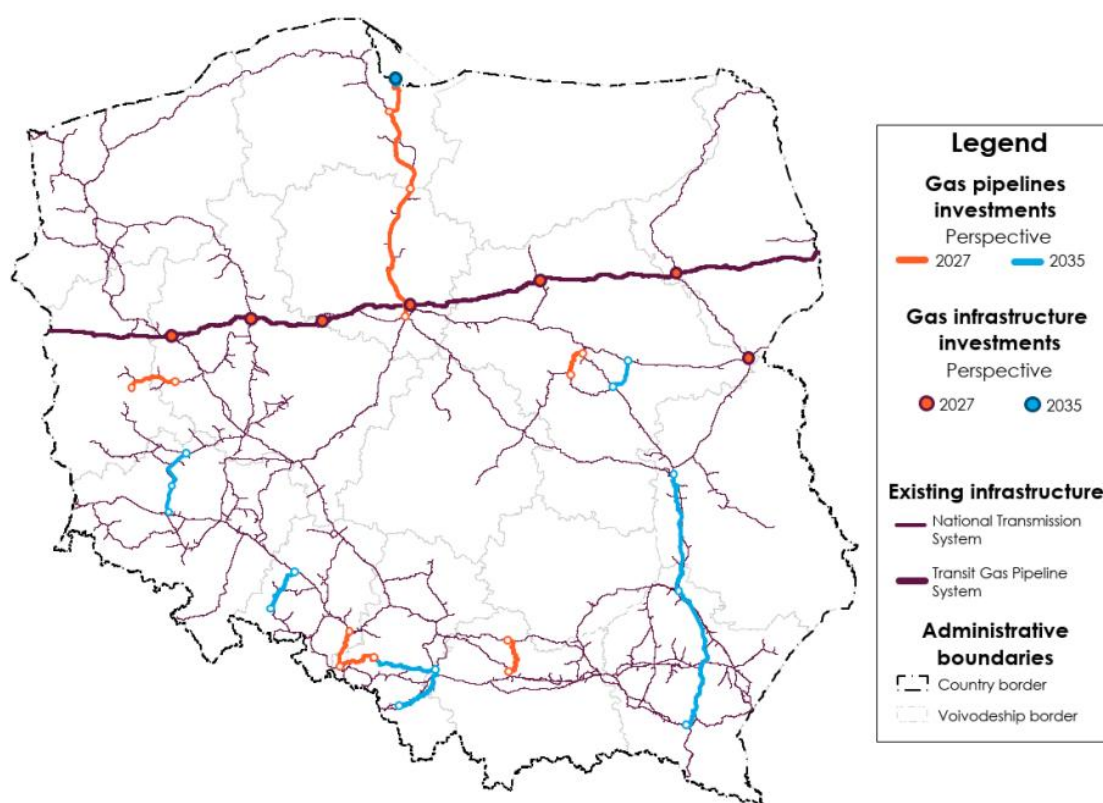 Legend
Gas pipelines
investments
Perspective
2027
2035
Gas infrastructure
investments
Perspective
2027
2035
Existing infrastructure
National Transmission
System
Transit Gas Pipeline
System
Administrative
boundaries
Country border
Voivodeship border